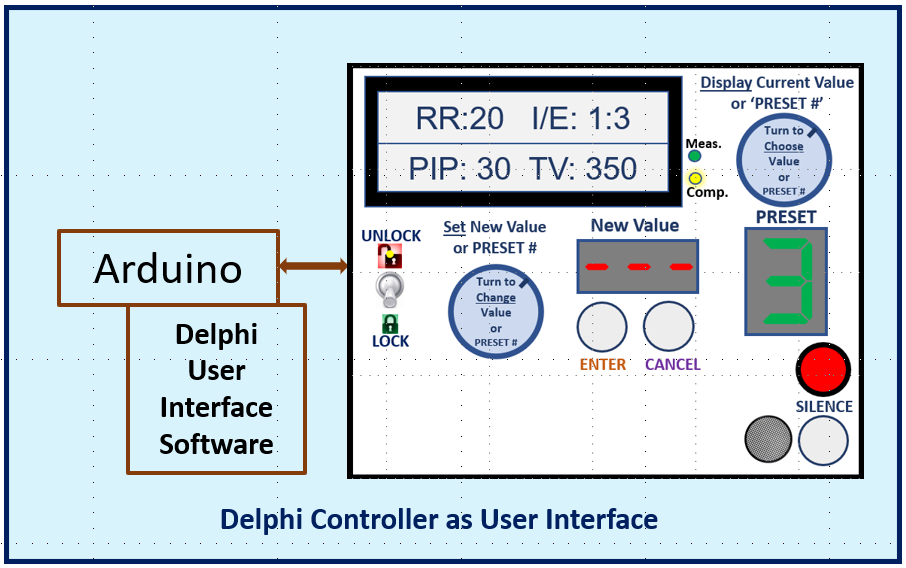 Display Current Value
or ‘PRESET #’
RR:20 I/E: 1:3
PIP: 30 TV: 350
Meas.
Comp.
Turn to
Choose
Value
or
PRESET #
UNLOCK
LOCK
Set New Value
or PRESET #
Turn to
Change
Value
or
PRESET #
New Value
- - -
ENTER
CANCEL
PRESET
3
SILENCE
Arduino
Delphi
User
Interface
Software
Delphi Controller as User Interface